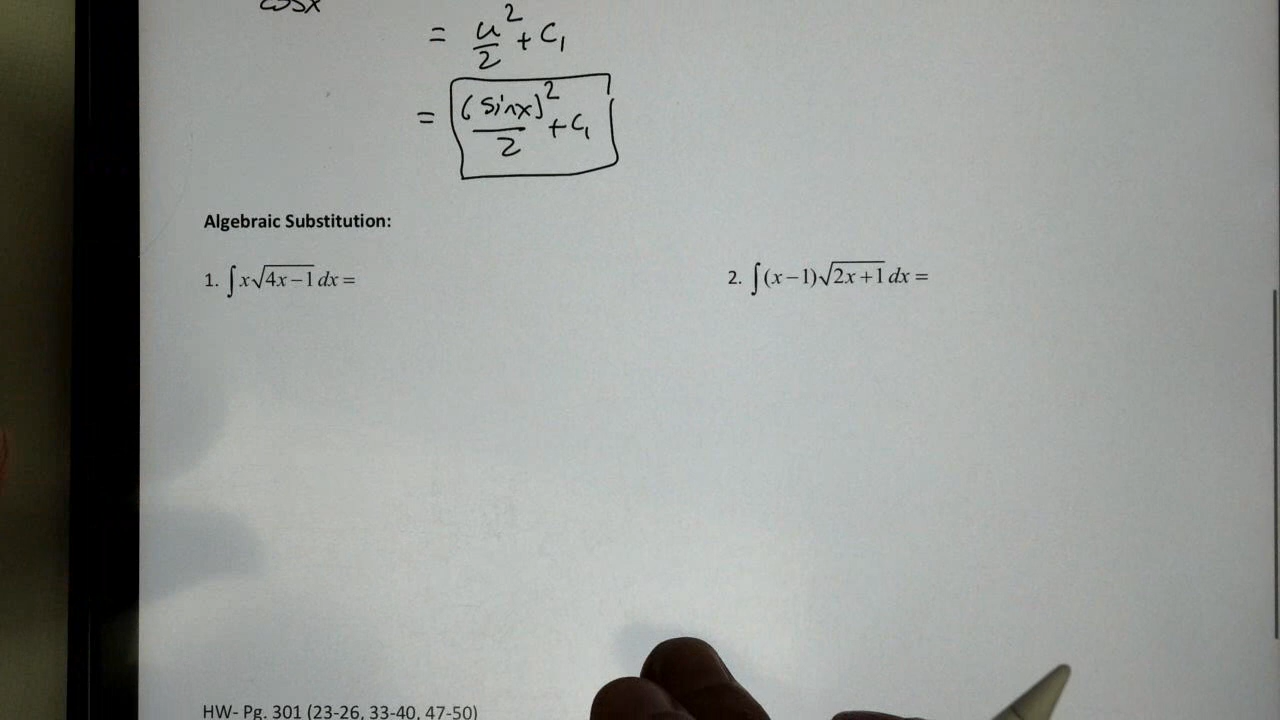 cosx
= u²/2 + C₁
= (sinx)²/2 + C₁
Algebraic Substitution:
1. ∫x√(4x−1) dx =
2. ∫(x−1)√(2x+1) dx =
HW- Pg. 301 (23-26, 33-40, 47-50)